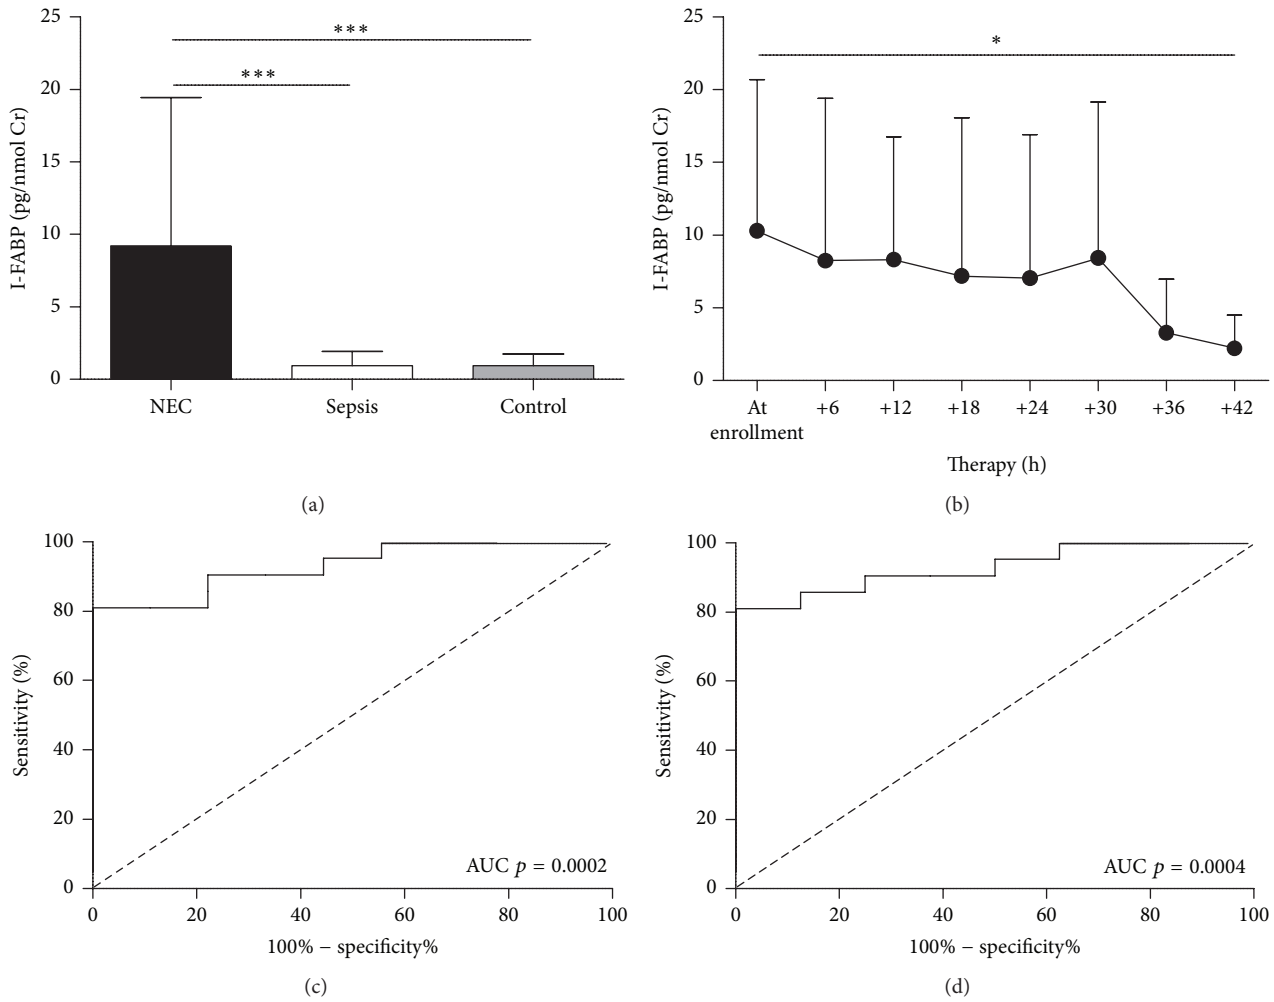 25
20
15
10
5
0
I-FABP (pg/nmol Cr)
***
***
NEC
Sepsis
Control
(a)
25
20
15
10
5
0
I-FABP (pg/nmol Cr)
*
At enrollment
+6
+12
+18
+24
+30
+36
+42
Therapy (h)
(b)
100
80
60
40
20
0
Sensitivity (%)
AUC p = 0.0002
0
20
40
60
80
100
100% − specificity%
(c)
100
80
60
40
20
0
Sensitivity (%)
AUC p = 0.0004
0
20
40
60
80
100
100% − specificity%
(d)